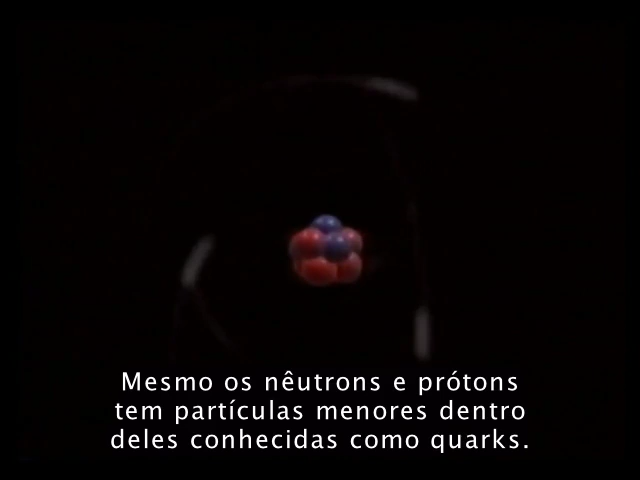 Mesmo os nêutrons e prótons
tem partículas menores dentro
deles conhecidas como quarks.